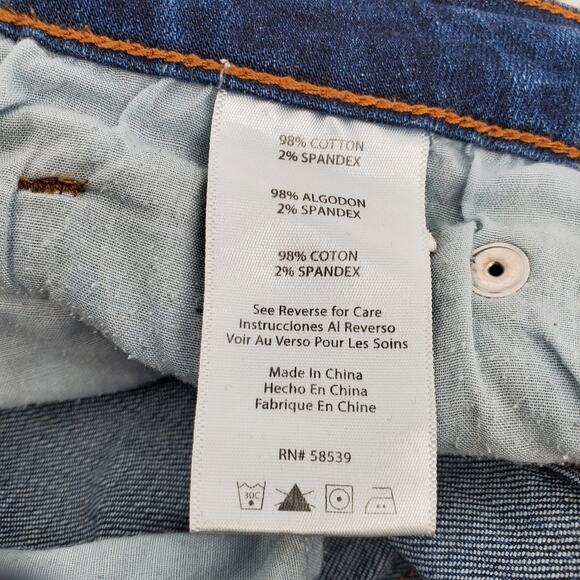 98% COTTON
2% SPANDEX
98% ALGODON
2% SPANDEX
98% COTON
2% SPANDEX
See Reverse for Care
Instrucciones Al Reverso
Voir Au Verso Pour Les Soins
Made In China
Hecho En China
Fabrique En Chine
RN# 58539
30C